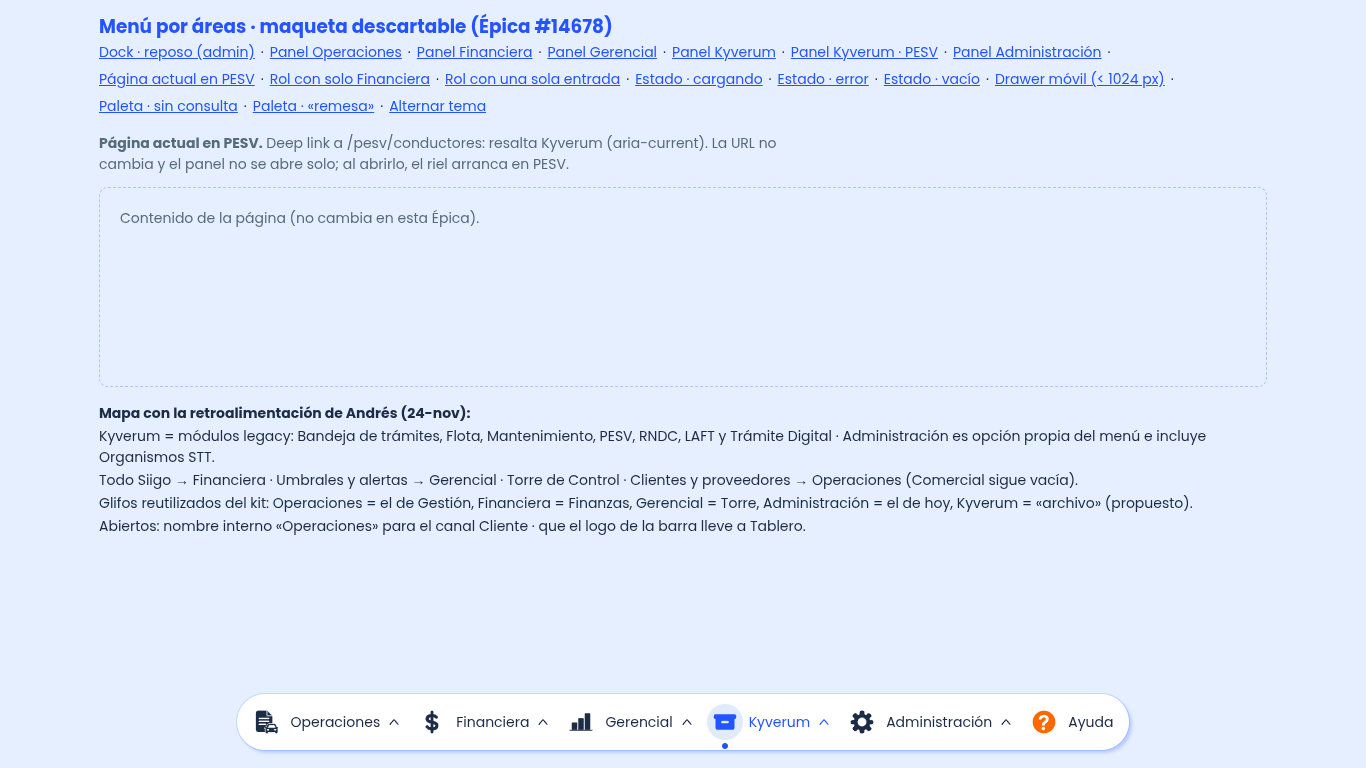 Menú por áreas · maqueta descartable (Épica #14678)
Dock · reposo (admin) · Panel Operaciones · Panel Financiera · Panel Gerencial · Panel Kyverum · Panel Kyverum · PESV · Panel Administración ·
Página actual en PESV · Rol con solo Financiera · Rol con una sola entrada · Estado · cargando · Estado · error · Estado · vacío · Drawer móvil (< 1024 px) ·
Paleta · sin consulta · Paleta · «remesa» · Alternar tema
Página actual en PESV. Deep link a /pesv/conductores: resalta Kyverum (aria-current). La URL no
cambia y el panel no se abre solo; al abrirlo, el riel arranca en PESV.
Contenido de la página (no cambia en esta Épica).
Mapa con la retroalimentación de Andrés (24-nov):
Kyverum = módulos legacy: Bandeja de trámites, Flota, Mantenimiento, PESV, RNDC, LAFT y Trámite Digital · Administración es opción propia del menú e incluye
Organismos STT.
Todo Siigo → Financiera · Umbrales y alertas → Gerencial · Torre de Control · Clientes y proveedores → Operaciones (Comercial sigue vacía).
Glifos reutilizados del kit: Operaciones = el de Gestión, Financiera = Finanzas, Gerencial = Torre, Administración = el de hoy, Kyverum = «archivo» (propuesto).
Abiertos: nombre interno «Operaciones» para el canal Cliente · que el logo de la barra lleve a Tablero.
Operaciones Financiera Gerencial Kyverum Administración Ayuda